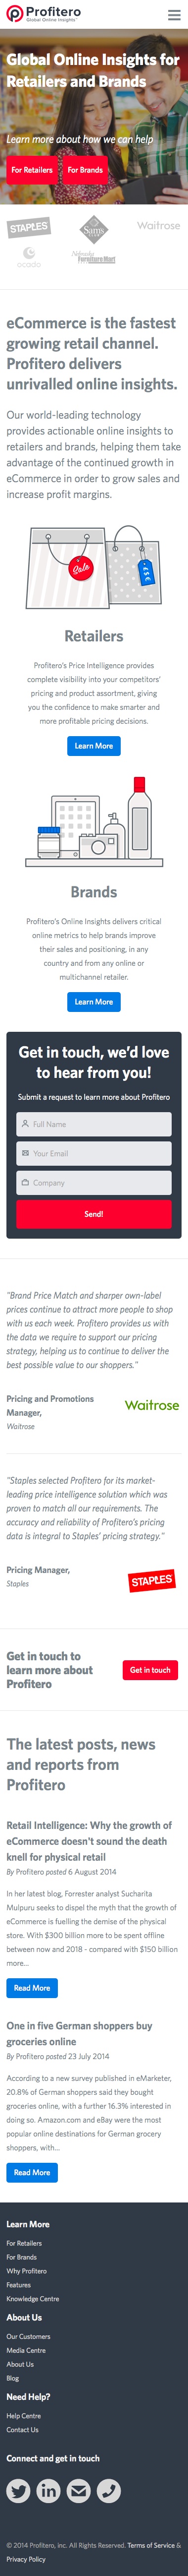 Profitero™
Global Online Insights
Global Online Insights for
Retailers and Brands
Learn more about how we can help
For Retailers
For Brands
STAPLES
Sam's
Waitrose
ocado
Nebraska
Furniture Mart
eCommerce is the fastest
growing retail channel.
Profitero delivers
unrivalled online insights.
Our world-leading technology
provides actionable online insights to
retailers and brands, helping them take
advantage of the continued growth in
eCommerce in order to grow sales and
increase profit margins.
Sale
£ € $
Retailers
Profitero's Price Intelligence provides
complete visibility into your competitors'
pricing and product assortment, giving
you the confidence to make smarter and
more profitable pricing decisions.
Learn More
Brands
Profitero's Online Insights delivers critical
online metrics to help brands improve
their sales and positioning, in any
country and from any online or
multichannel retailer.
Learn More
Get in touch, we'd love
to hear from you!
Submit a request to learn more about Profitero
Full Name
Your Email
Company
Send!
"Brand Price Match and sharper own-label
prices continue to attract more people to shop
with us each week. Profitero provides us with
the data we require to support our pricing
strategy, helping us to continue to deliver the
best possible value to our shoppers."
Pricing and Promotions
Manager,
Waitrose
Waitrose
"Staples selected Profitero for its market-
leading price intelligence solution which was
proven to match all our requirements. The
accuracy and reliability of Profitero's pricing
data is integral to Staples' pricing strategy."
Pricing Manager,
Staples
STAPLES
Get in touch to
learn more about
Profitero
Get in touch
The latest posts, news
and reports from
Profitero
Retail Intelligence: Why the growth of
eCommerce doesn't sound the death
knell for physical retail
By Profitero posted 6 August 2014
In her latest blog, Forrester analyst Sucharita
Mulpuru seeks to dispel the myth that the growth of
eCommerce is fuelling the demise of the physical
store. With $300 billion more to be spent offline
between now and 2018 - compared with $150 billion
more...
Read More
One in five German shoppers buy
groceries online
By Profitero posted 23 July 2014
According to a new survey published in eMarketer,
20.8% of German shoppers said they bought
groceries online, with a further 16.3% interested in
doing so. Amazon.com and eBay were the most
popular online destinations for German grocery
shoppers, with...
Read More
Learn More
For Retailers
For Brands
Why Profitero
Features
Knowledge Centre
About Us
Our Customers
Media Centre
About Us
Blog
Need Help?
Help Centre
Contact Us
Connect and get in touch
© 2014 Profitero, inc. All Rights Reserved. Terms of Service &
Privacy Policy